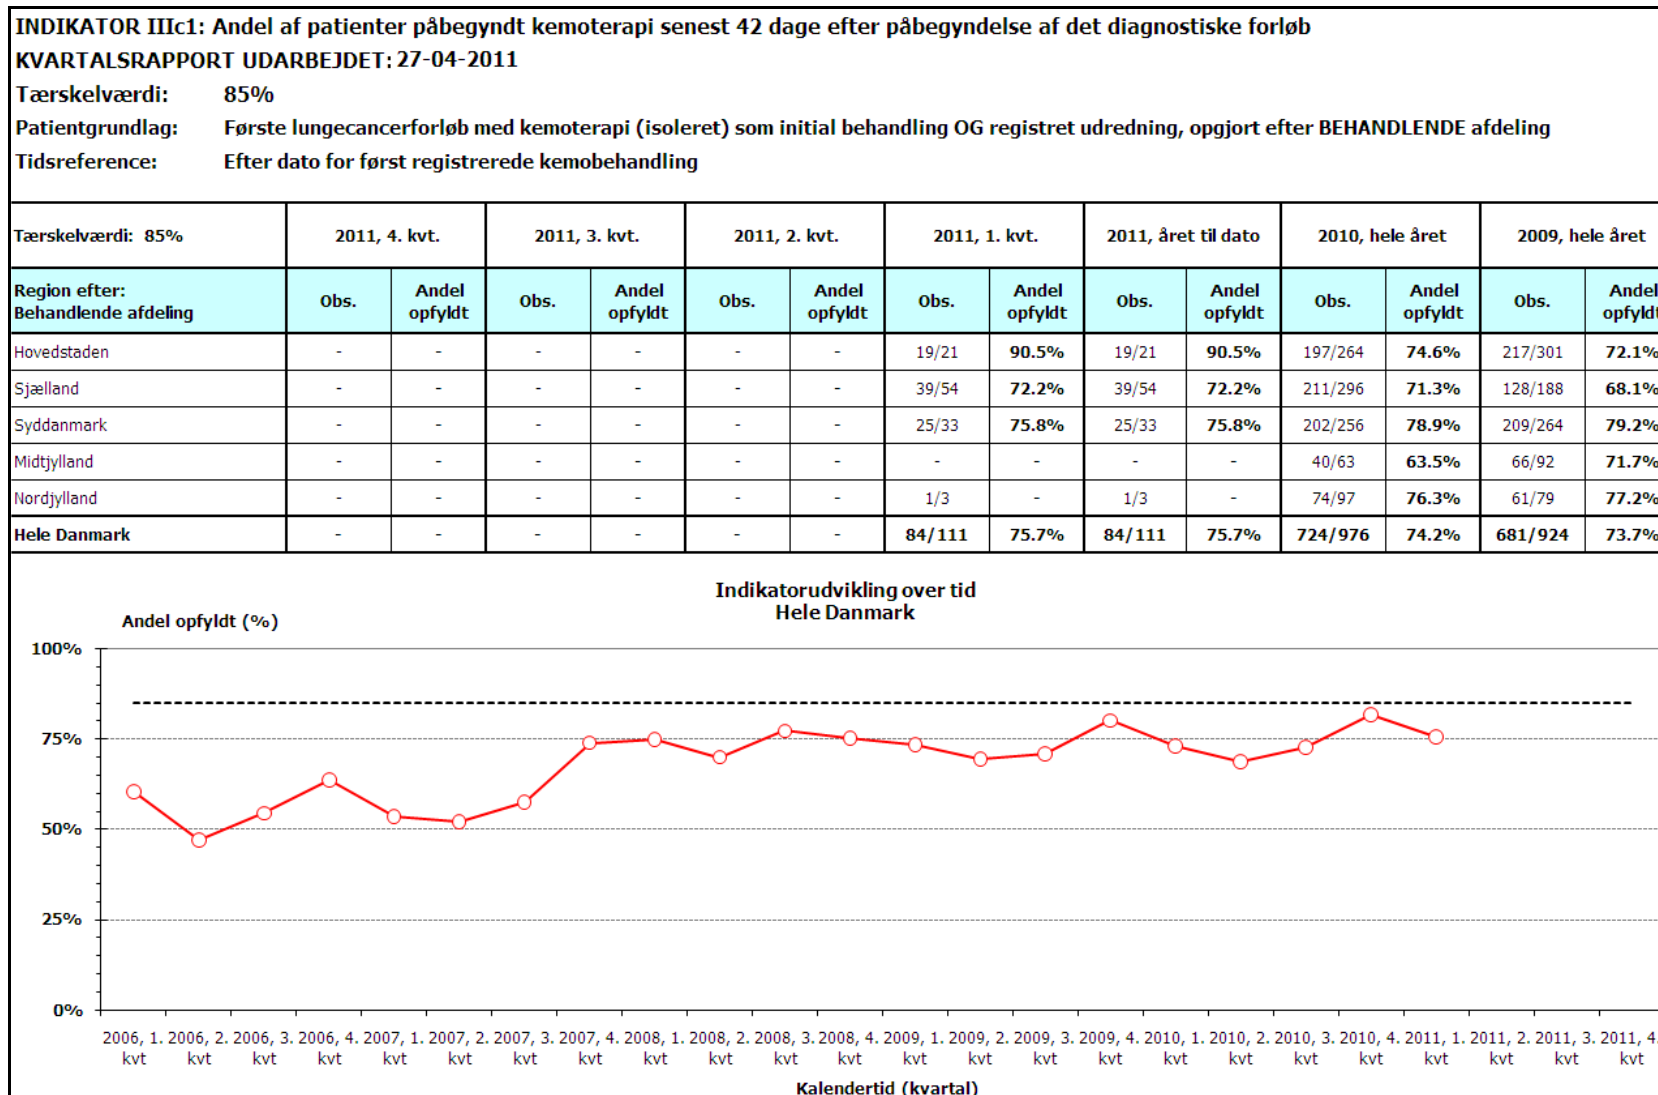 INDIKATOR IIIc1: Andel af patienter påbegyndt kemoterapi senest 42 dage efter påbegyndelse af det diagnostiske forløb
KVARTALSRAPPORT UDARBEJDET: 27-04-2011
Tærskelværdi: 85%
Patientgrundlag: Første lungecancerforløb med kemoterapi (isoleret) som initial behandling OG registret udredning, opgjort efter BEHANDLENDE afdeling
Tidsreference: Efter dato for først registrerede kemobehandling
Tærskelværdi: 85% 2011, 4. kvt. 2011, 3. kvt. 2011, 2. kvt. 2011, 1. kvt. 2011, året til dato 2010, hele året 2009, hele året
Region efter: Behandlende afdeling Obs. Andel opfyldt Obs. Andel opfyldt Obs. Andel opfyldt Obs. Andel opfyldt Obs. Andel opfyldt Obs. Andel opfyldt Obs. Andel opfyldt
Hovedstaden - - - - - - 19/21 90.5% 19/21 90.5% 197/264 74.6% 217/301 72.1%
Sjælland - - - - - - 39/54 72.2% 39/54 72.2% 211/296 71.3% 128/188 68.1%
Syddanmark - - - - - - 25/33 75.8% 25/33 75.8% 202/256 78.9% 209/264 79.2%
Midtjylland - - - - - - - - - - 40/63 63.5% 66/92 71.7%
Nordjylland - - - - - - 1/3 - 1/3 - 74/97 76.3% 61/79 77.2%
Hele Danmark - - - - - - 84/111 75.7% 84/111 75.7% 724/976 74.2% 681/924 73.7%
Indikatorudvikling over tid
Hele Danmark
Andel opfyldt (%)
100%
75%
50%
25%
0%
2006, 1. 2006, 2. 2006, 3. 2006, 4. 2007, 1. 2007, 2. 2007, 3. 2007, 4. 2008, 1. 2008, 2. 2008, 3. 2008, 4. 2009, 1. 2009, 2. 2009, 3. 2009, 4. 2010, 1. 2010, 2. 2010, 3. 2010, 4. 2011, 1. 2011, 2. 2011, 3. 2011, 4.
kvt kvt kvt kvt kvt kvt kvt kvt kvt kvt kvt kvt kvt kvt kvt kvt kvt kvt kvt kvt kvt kvt kvt kvt
Kalendertid (kvartal)